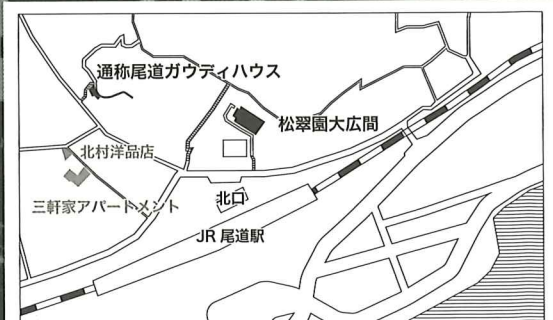 通称尾道ガウディハウス
松翠園大広間
北村洋品店
三軒家アパートメント
北口
JR 尾道駅